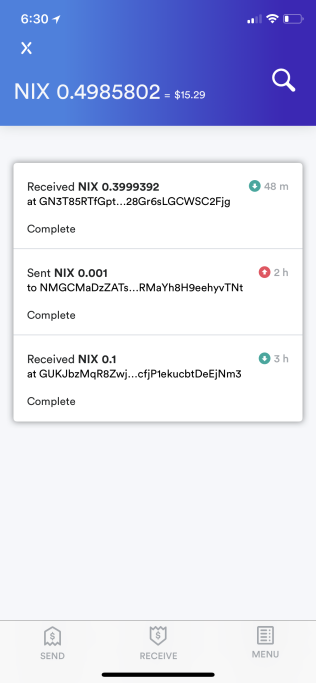 6:30
X
NIX 0.4985802 = $15.29
Received NIX 0.3999392 48 m
at GN3T85RTfGpt...28Gr6sLGCWSC2Fjg
Complete
Sent NIX 0.001 2 h
to NMGCMaDzZATs...RMaYh8H9eehyvTNt
Complete
Received NIX 0.1 3 h
at GUKJbzMqR8Zwj...cfjP1ekucbtDeEjNm3
Complete
SEND RECEIVE MENU